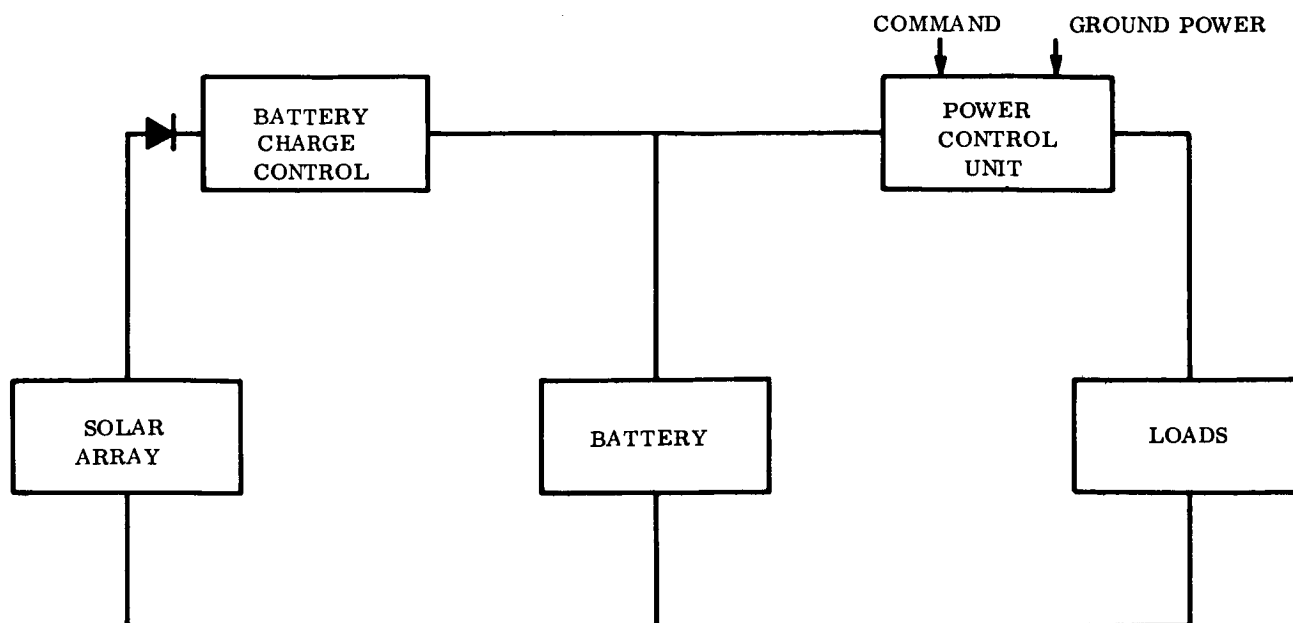 COMMAND
GROUND POWER
BATTERY
CHARGE
CONTROL
POWER
CONTROL
UNIT
SOLAR
ARRAY
BATTERY
LOADS